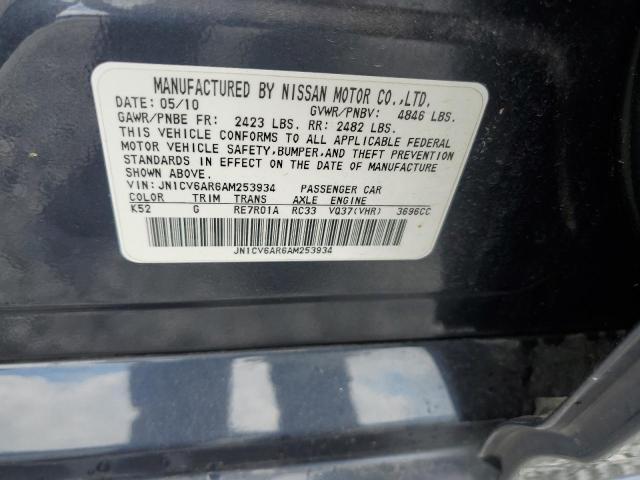 MANUFACTURED BY NISSAN MOTOR CO.,LTD.
DATE: 05/10 GVWR/PNBV: 4846 LBS.
GAWR/PNBE FR: 2423 LBS. RR: 2482 LBS.
THIS VEHICLE CONFORMS TO ALL APPLICABLE FEDERAL
MOTOR VEHICLE SAFETY,BUMPER,AND THEFT PREVENTION
STANDARDS IN EFFECT ON THE DATE OF MANUFACTURE
SHOWN ABOVE.
VIN: JN1CV6AR6AM253934 PASSENGER CAR
COLOR TRIM TRANS AXLE ENGINE
K52 G RE7R01A RC33 VQ37(VHR) 3696CC
JN1CV6AR6AM253934